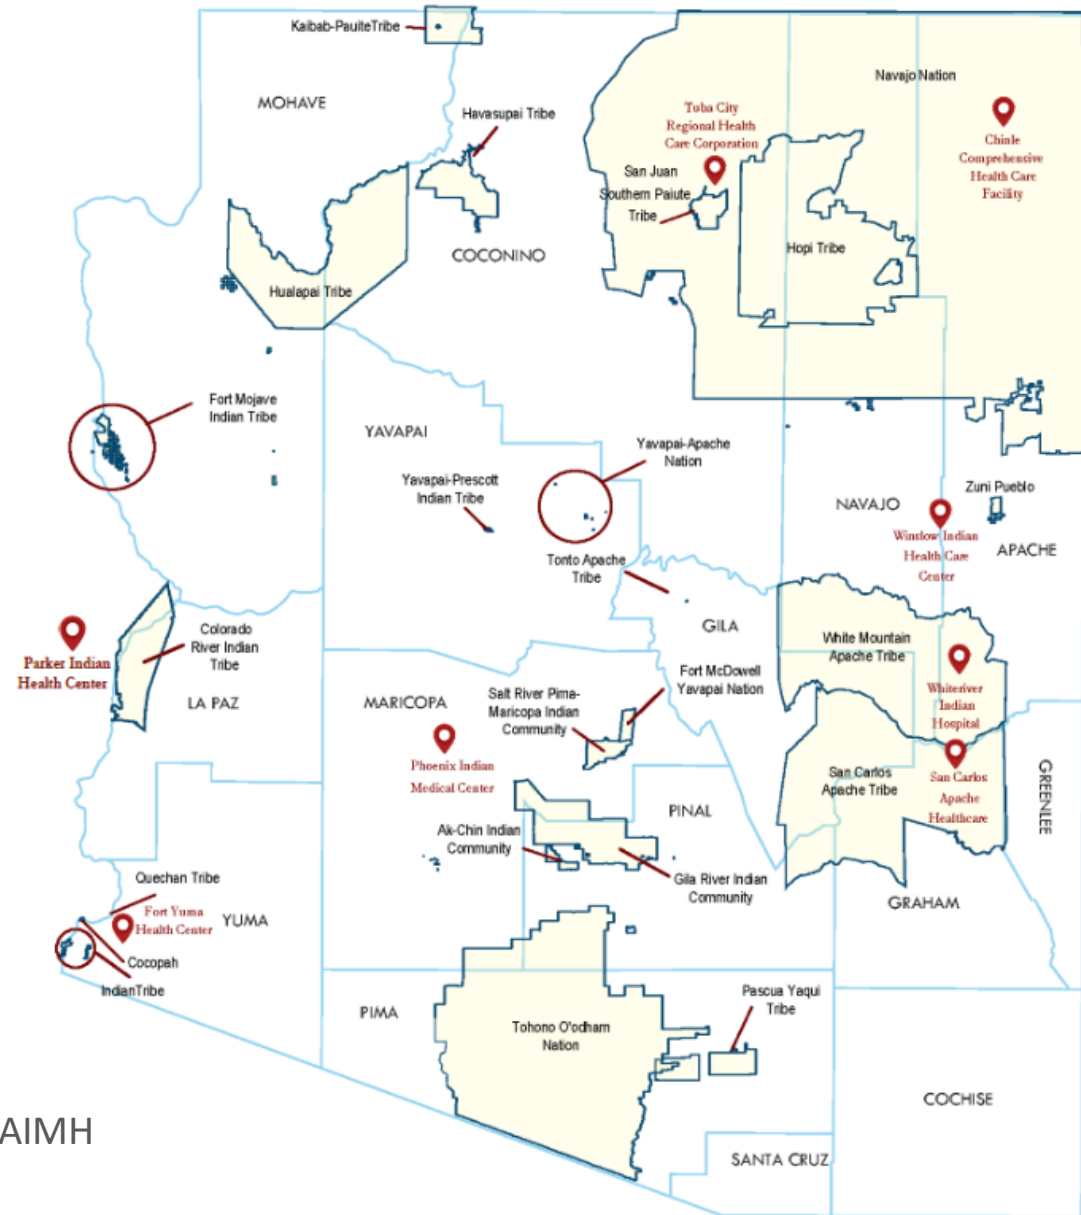 Kaibab-PauiteTribe
MOHAVE
Havasupai Tribe
Navajo Nation
Tuba City
Regional Health
Care Corporation
Chinle
Comprehensive
Health Care
Facility
San Juan
Southern Paiute
Tribe
COCONINO
Hopi Tribe
Hualapai Tribe
Fort Mojave
Indian Tribe
YAVAPAI
Yavapai-Apache
Nation
Yavapai-Prescott
Indian Tribe
Zuni Pueblo
NAVAJO
Winslow Indian
Health Care
Center
APACHE
Tonto Apache
Tribe
GILA
Colorado
River Indian
Tribe
Parker Indian
Health Center
LA PAZ
White Mountain
Apache Tribe
Fort McDowell
Yavapai Nation
Salt River Pima-
Maricopa Indian
Community
MARICOPA
Whiteriver
Indian
Hospital
Phoenix Indian
Medical Center
San Carlos
Apache Tribe
San Carlos
Apache
Healthcare
GREENLEE
PINAL
Ak-Chin Indian
Community
Gila River Indian
Community
Quechan Tribe
GRAHAM
Fort Yuma
Health Center
YUMA
Cocopah
IndianTribe
PIMA
Pascua Yaqui
Tribe
Tohono O'odham
Nation
COCHISE
AIMH
SANTA CRUZ